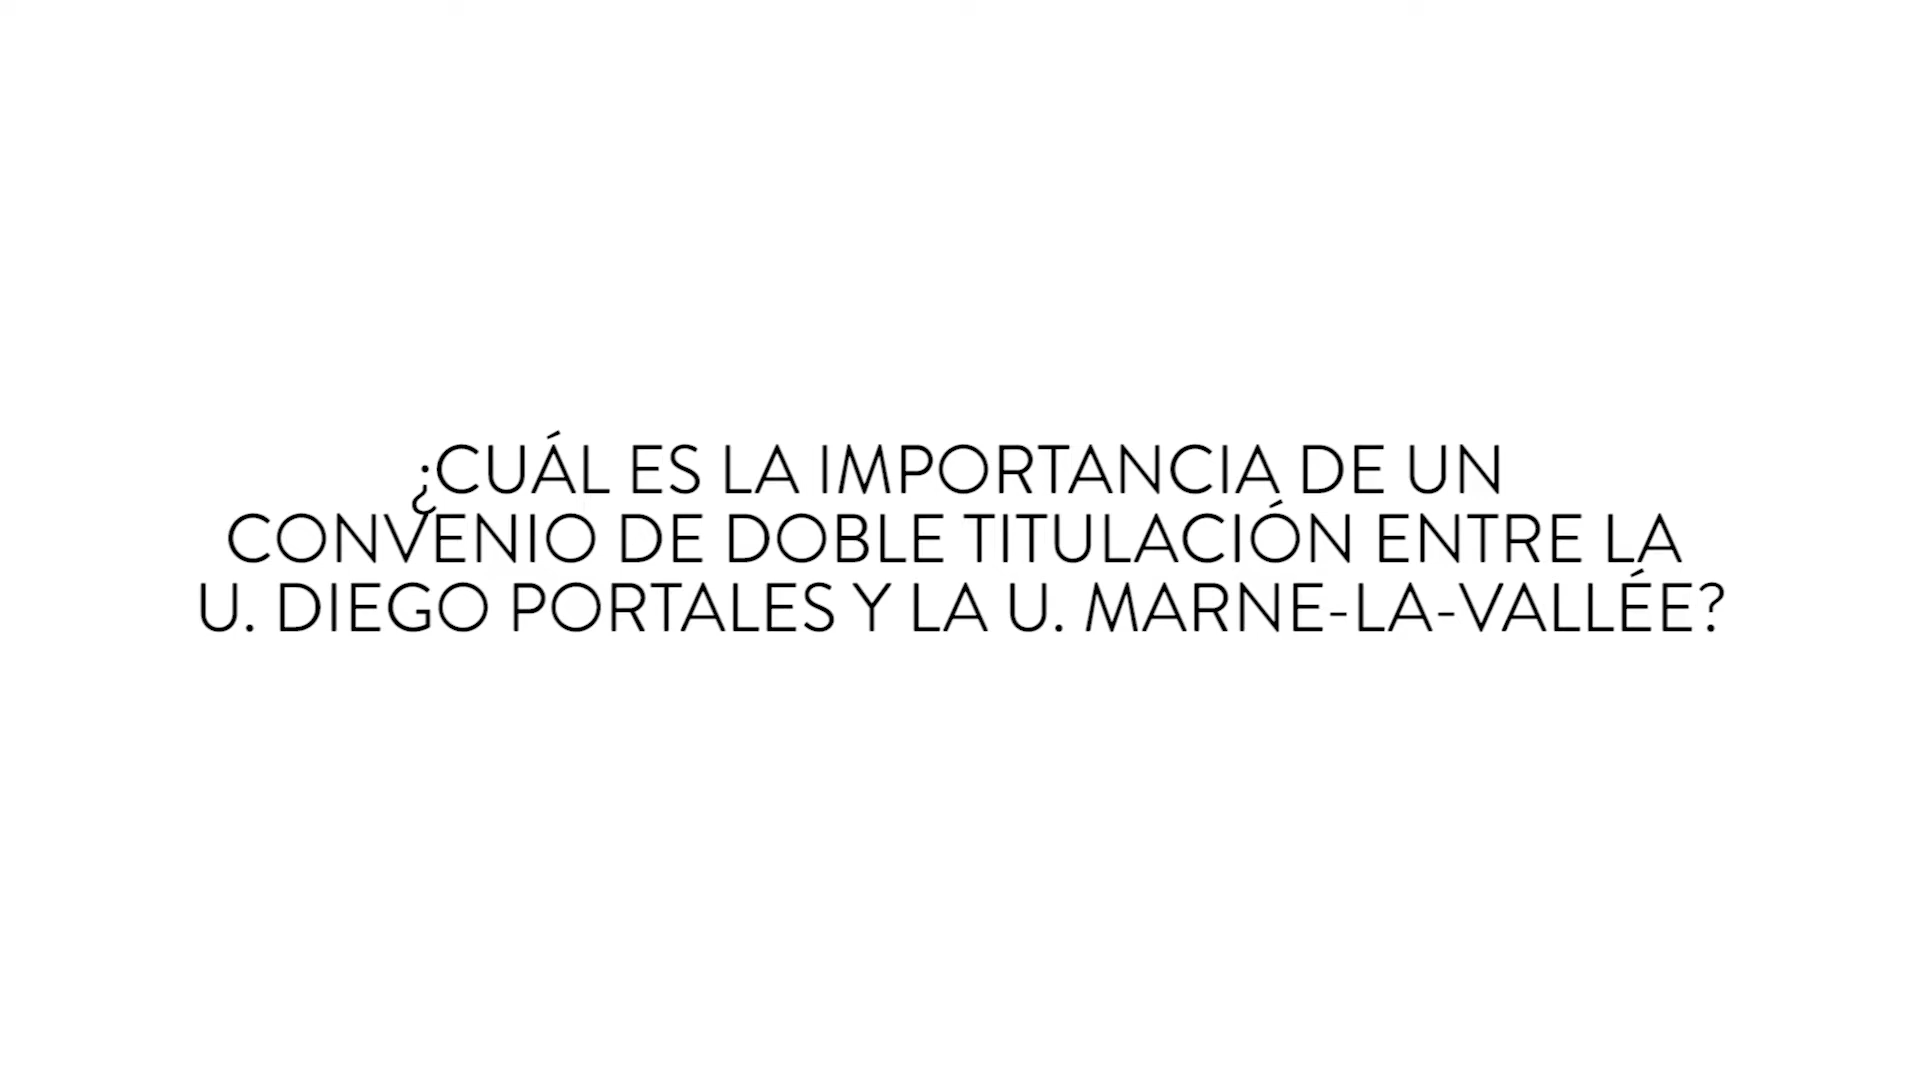 ¿CUÁL ES LA IMPORTANCIA DE UN
CONVENIO DE DOBLE TITULACIÓN ENTRE LA
U. DIEGO PORTALES Y LA U. MARNE-LA-VALLÉE?